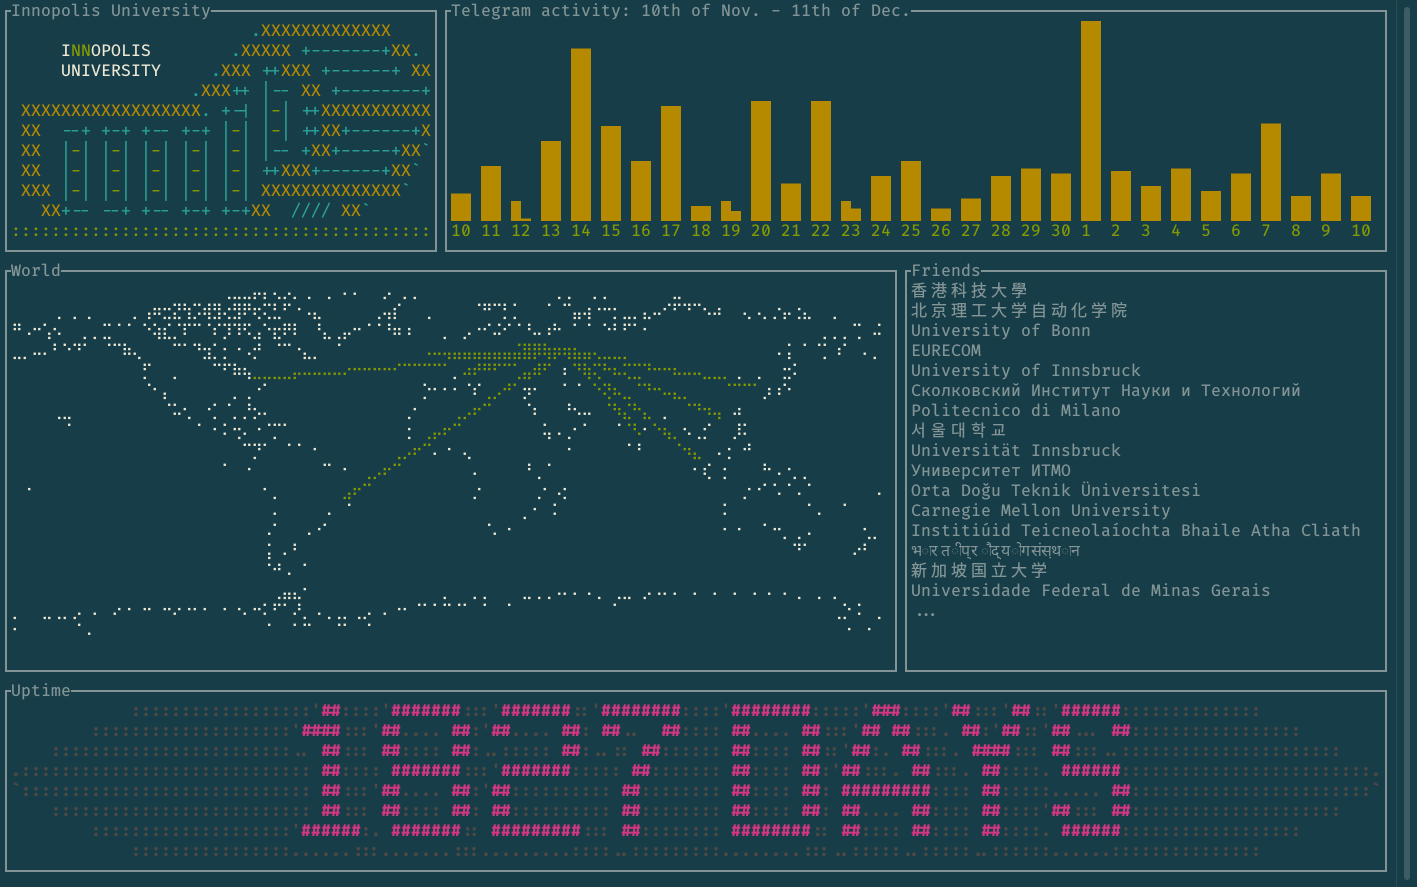 Innopolis University
INNOPOLIS
UNIVERSITY
Telegram activity: 10th of Nov. - 11th of Dec.
10 11 12 13 14 15 16 17 18 19 20 21 22 23 24 25 26 27 28 29 30 1 2 3 4 5 6 7 8 9 10
World
Friends
香港科技大學
北京理工大学自动化学院
University of Bonn
EURECOM
University of Innsbruck
Сколковский Институт Науки и Технологий
Politecnico di Milano
서울대학교
Universität Innsbruck
Университет ИТМО
Orta Doğu Teknik Üniversitesi
Carnegie Mellon University
Institiúid Teicneolaíochta Bhaile Atha Cliath
भारतीप्रौद्योगसंस्थान
新加坡国立大学
Universidade Federal de Minas Gerais
...
Uptime
1827 DAYS